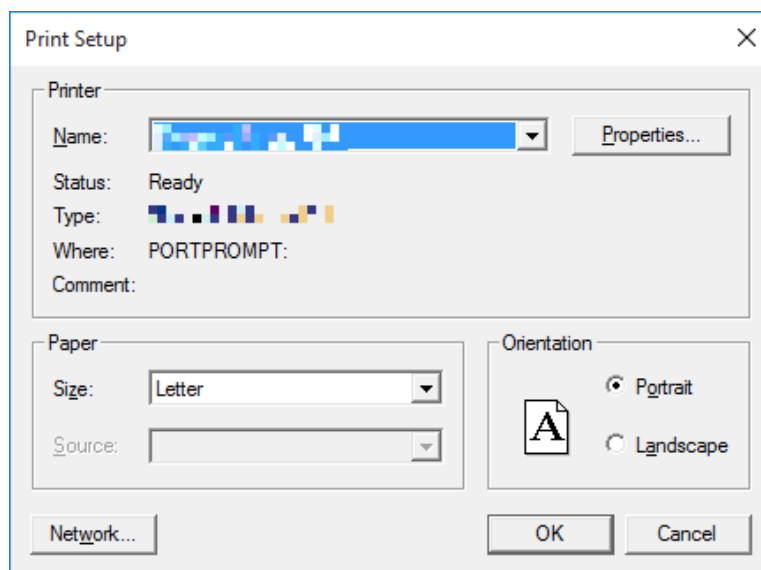 Print Setup
Printer
Name:
Properties...
Status: Ready
Type:
Where: PORTPROMPT:
Comment:
Paper
Size: Letter
Source:
Orientation
A
Portrait
Landscape
Network...
OK
Cancel